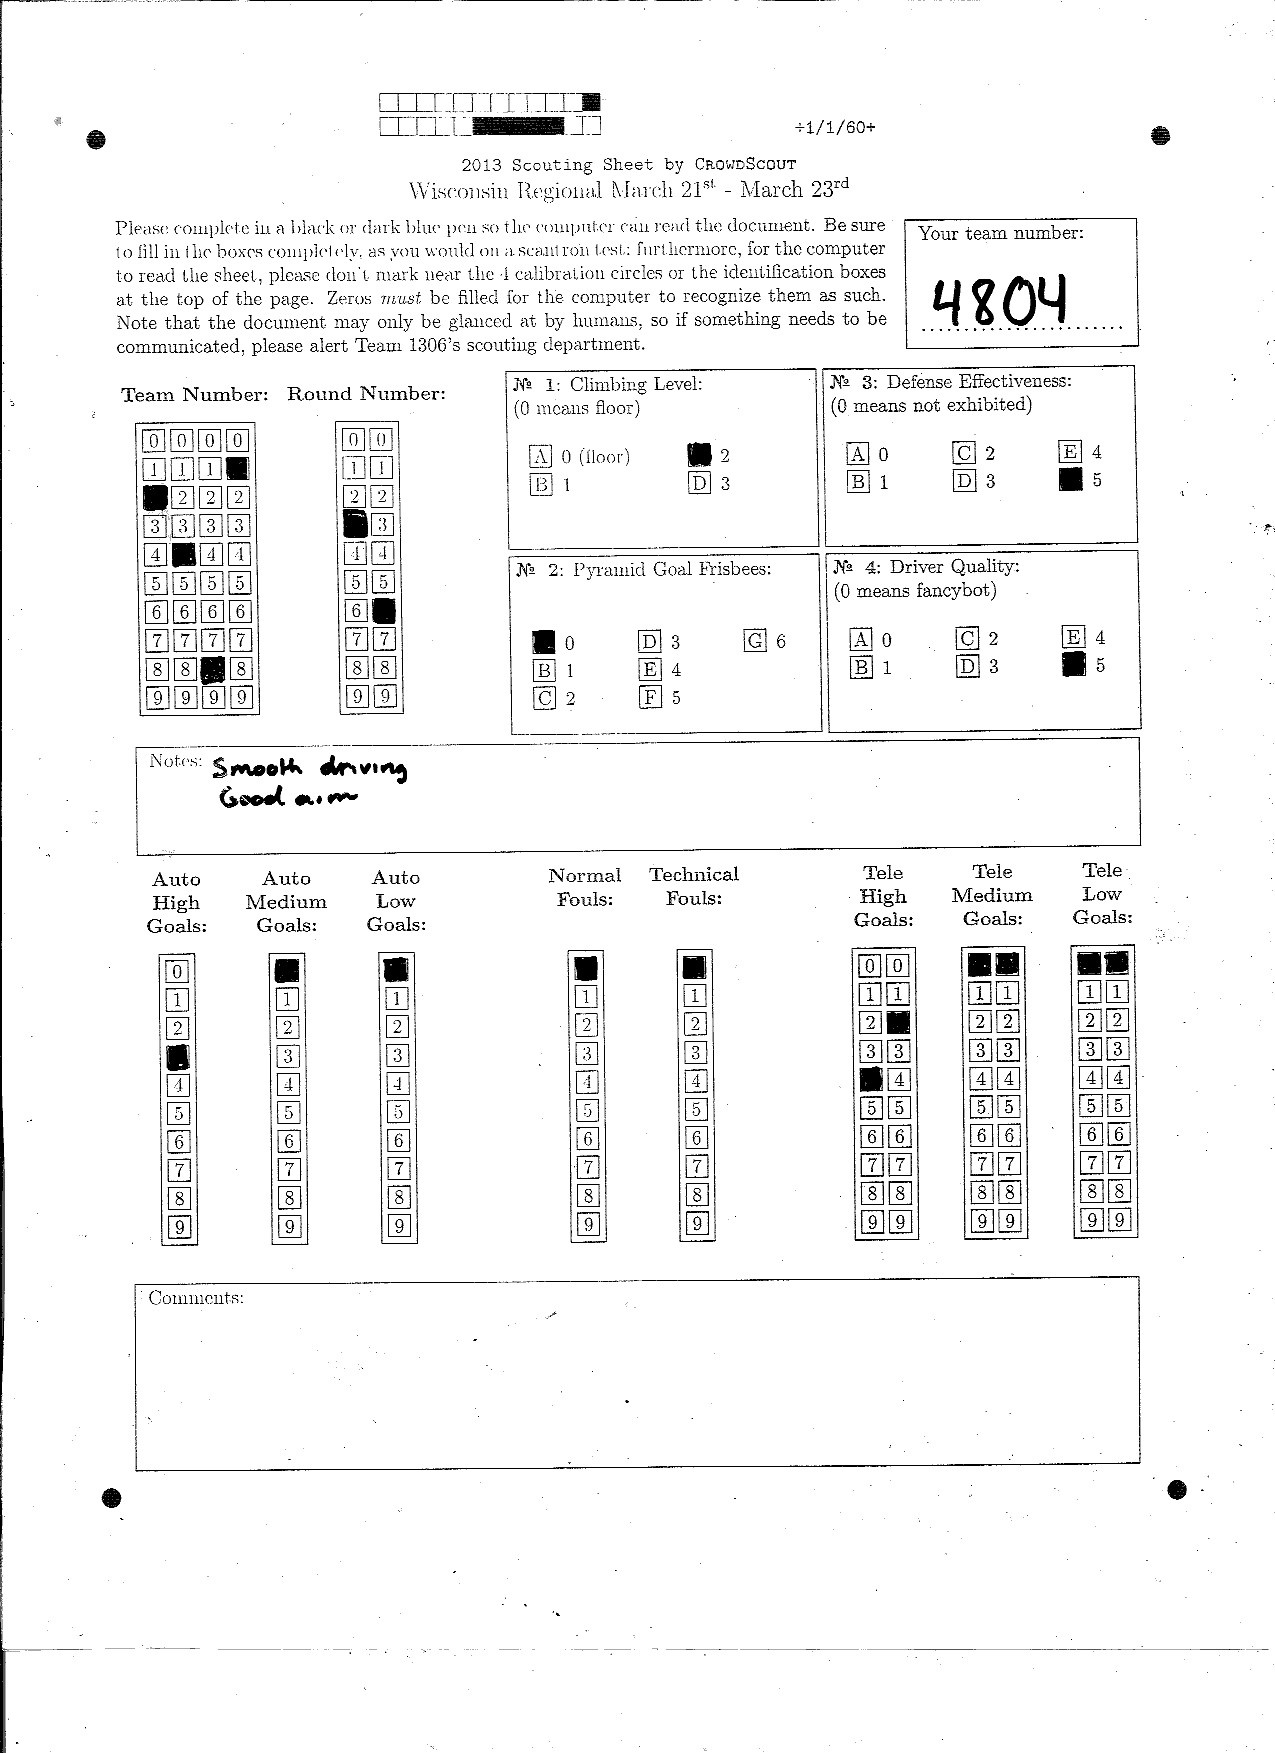 ÷1/1/60+
2013 Scouting Sheet by CROWDSCOUT
Wisconsin Regional March 21st - March 23rd
Please complete in a black or dark blue pen so the computer can read the document. Be sure
to fill in the boxes completely, as you would on a scantron test; furthermore, for the computer
to read the sheet, please don't mark near the 4 calibration circles or the identification boxes
at the top of the page. Zeros must be filled for the computer to recognize them as such.
Note that the document may only be glanced at by humans, so if something needs to be
communicated, please alert Team 1306's scouting department.
Your team number:
4804
Team Number: Round Number:
0 0 0 0 0 0
1 1 1 1 1
2 2 2 2 2
3 3 3 3 3
4 4 4 4 4
5 5 5 5 5 5
6 6 6 6 6
7 7 7 7 7 7
8 8 8 8 8
9 9 9 9 9 9
№ 1: Climbing Level:
(0 means floor)
A 0 (floor) 2
B 1 D 3
№ 3: Defense Effectiveness:
(0 means not exhibited)
A 0 C 2 E 4
B 1 D 3 5
№ 2: Pyramid Goal Frisbees:
0 D 3 G 6
B 1 E 4
C 2 F 5
№ 4: Driver Quality:
(0 means fancybot)
A 0 C 2 E 4
B 1 D 3 5
Notes: Smooth driving
Good aim
Auto High Goals:
Auto Medium Goals:
Auto Low Goals:
Normal Fouls:
Technical Fouls:
Tele High Goals:
Tele Medium Goals:
Tele Low Goals:
0 0 0
1 1 1 1 1 1 1 1 1 1 1
2 2 2 2 2 2 2 2 2 2
3 3 3 3 3 3 3 3 3 3
4 4 4 4 4 4 4 4 4 4
5 5 5 5 5 5 5 5 5 5 5
6 6 6 6 6 6 6 6 6 6 6
7 7 7 7 7 7 7 7 7 7 7
8 8 8 8 8 8 8 8 8 8 8
9 9 9 9 9 9 9 9 9 9 9
Comments: